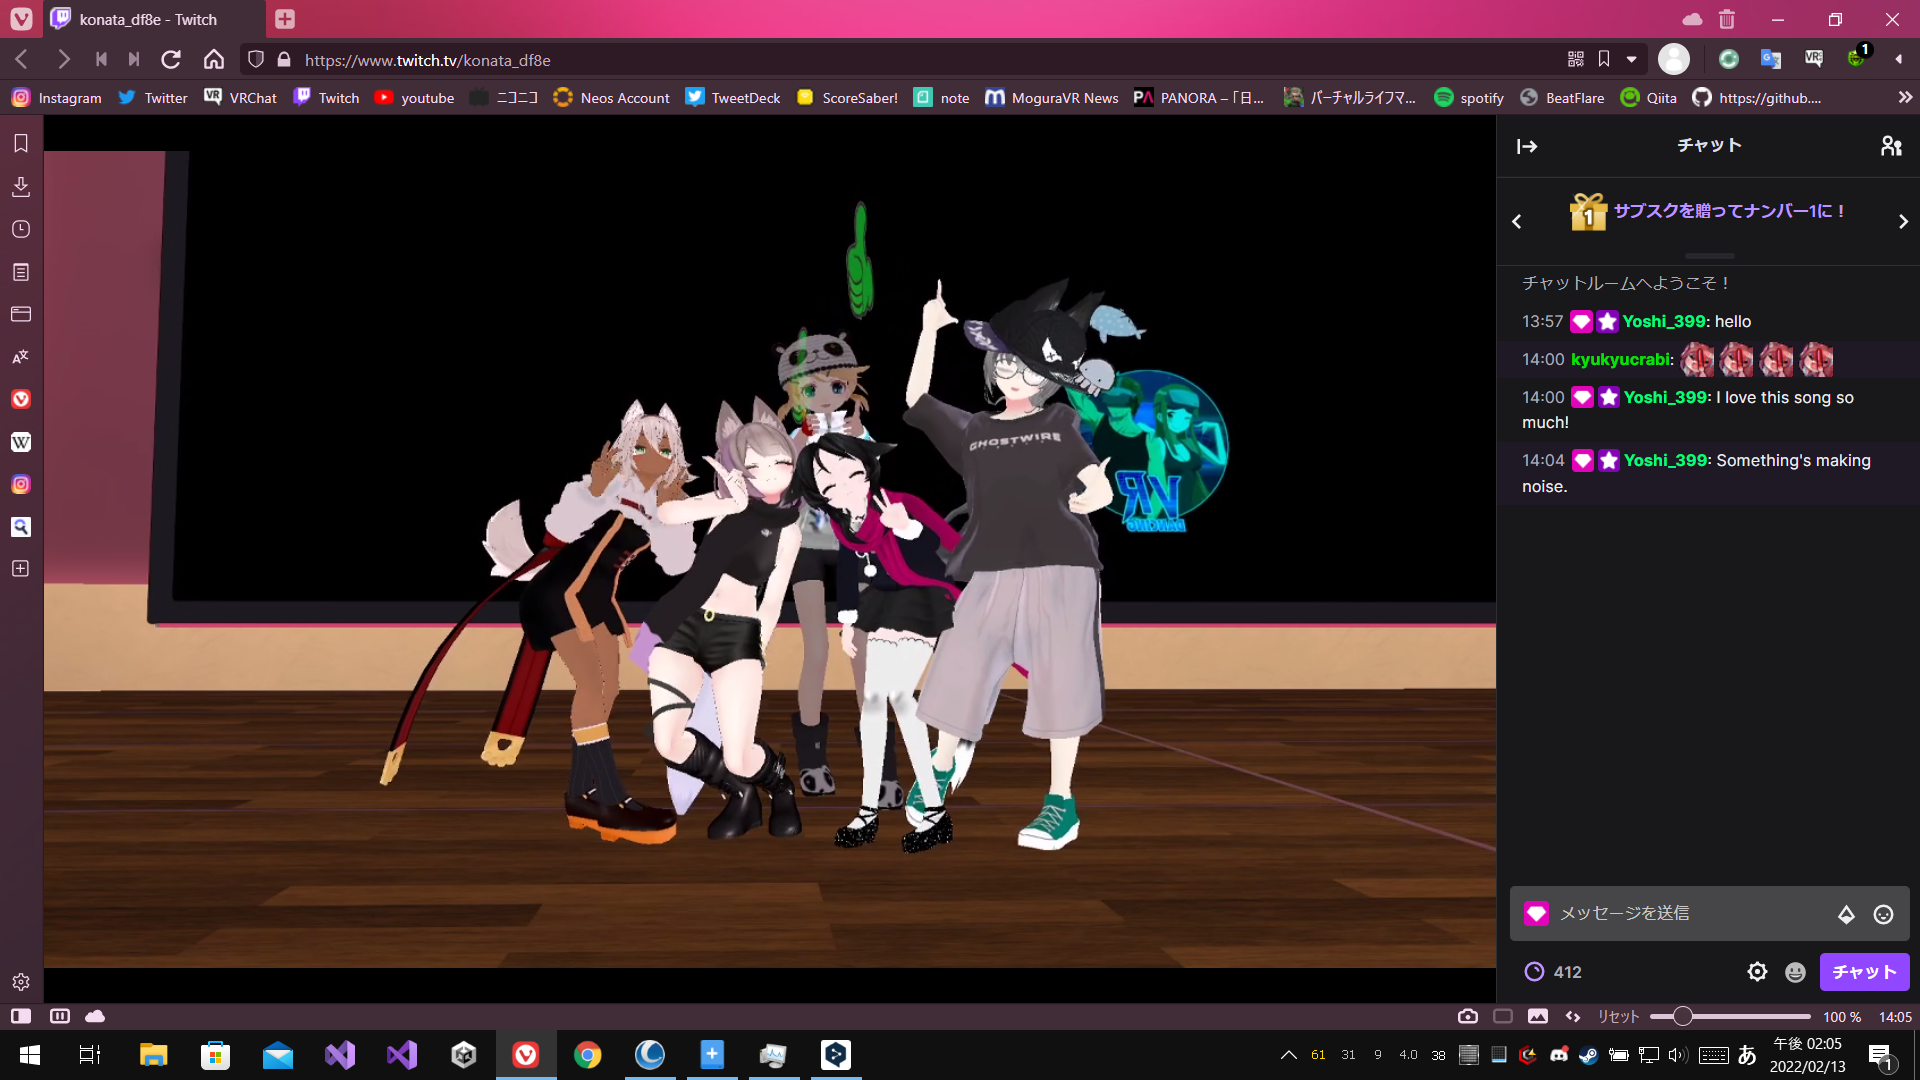 konata_df8e - Twitch
https://www.twitch.tv/konata_df8e
1
Instagram
Twitter
VRChat
Twitch
youtube
ニコニコ
Neos Account
TweetDeck
ScoreSaber!
note
MoguraVR News
PANORA – 「日...
バーチャルライフマ...
spotify
BeatFlare
Qiita
https://github....
チャット
1
サブスクを贈ってナンバー1に！
チャットルームへようこそ！
13:57 Yoshi_399: hello
14:00 kyukyucrabi:
14:00 Yoshi_399: I love this song so
much!
14:04 Yoshi_399: Something's making
noise.
GHOSTWIRE
VR
DANCING
メッセージを送信
412
チャット
リセット
100 %
14:05
61
31
9
4.0
38
あ
午後 02:05
2022/02/13
1